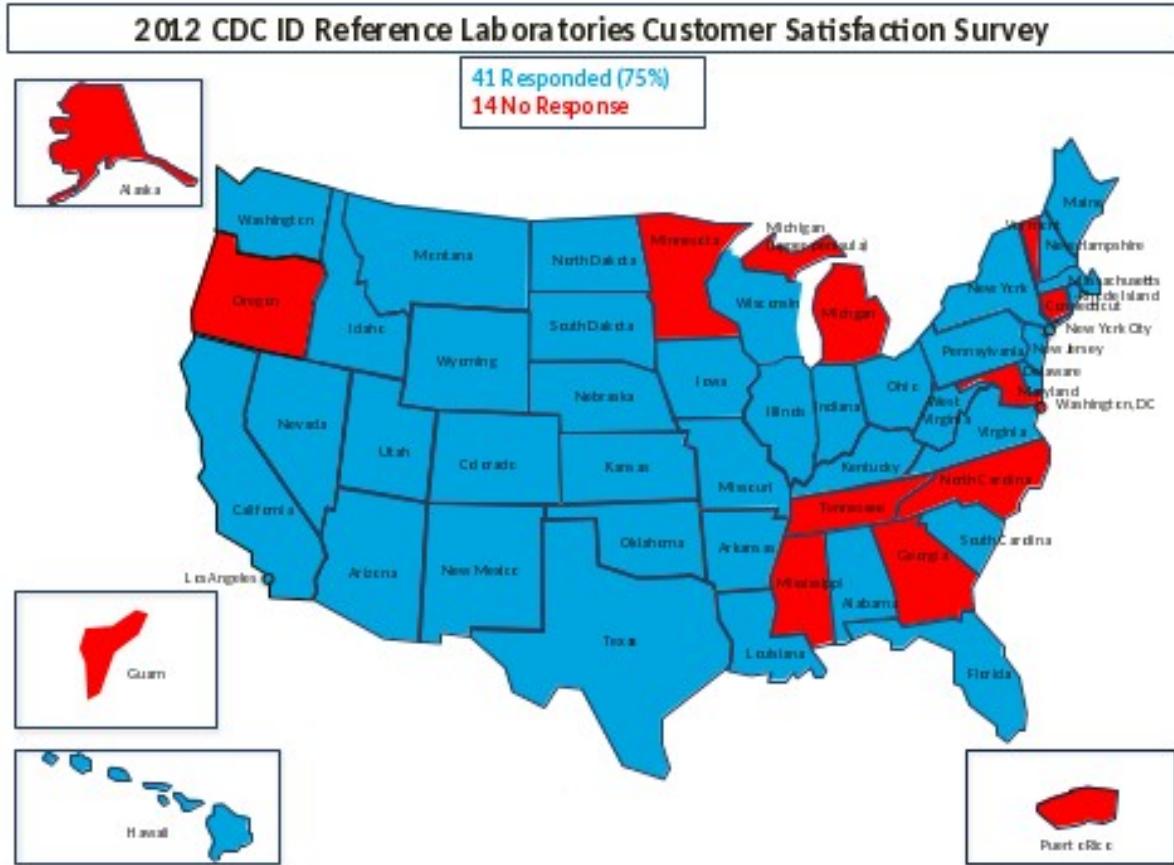 2012 CDC ID Reference Laboratories Customer Satisfaction Survey
41 Responded (75%)
14 No Response
Alaska
Washington
Oregon
Montana
Idaho
Wyoming
North Dakota
South Dakota
Minnesota
Michigan
(upper peninsula)
Wisconsin
Michigan
Maine
Vermont
New Hampshire
Massachusetts
Rhode Island
Connecticut
New York
New York City
Pennsylvania
New Jersey
Delaware
Maryland
Washington, DC
Nebraska
Iowa
Illinois
Indiana
Ohio
West
Virginia
Virginia
Nevada
Utah
Colorado
Kansas
Missouri
Kentucky
North Carolina
Tennessee
California
Arizona
New Mexico
Oklahoma
Arkansas
South Carolina
Georgia
Mississippi
Alabama
Los Angeles
Texas
Louisiana
Florida
Guam
Hawaii
Puerto Rico